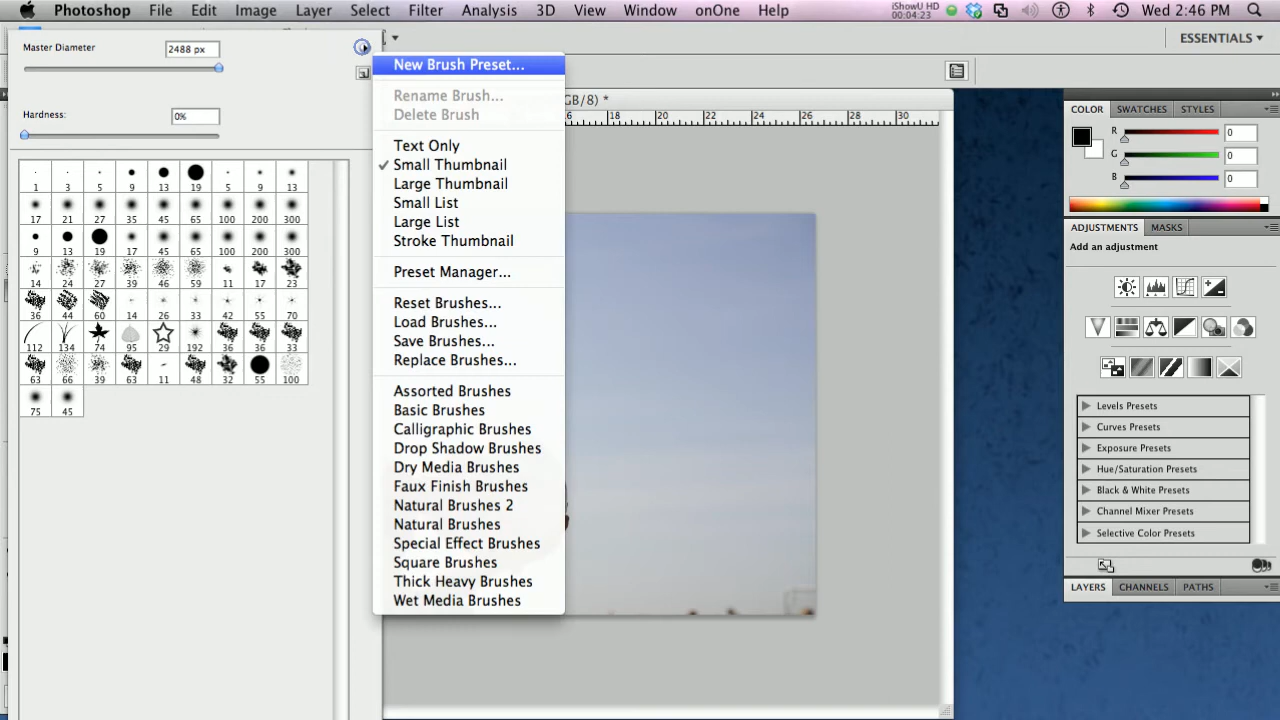 Photoshop File Edit Image Layer Select Filter Analysis 3D View Window onOne Help iShowU HD 00:04:23 Wed 2:46 PM
ESSENTIALS
Master Diameter 2488 px
Hardness: 0%
1 3 5 9 13 19 5 9 13
17 21 27 35 45 65 100 200 300
9 13 19 17 45 65 100 200 300
14 24 27 39 46 59 11 17 23
36 44 60 14 26 33 42 55 70
112 134 74 95 29 192 36 36 33
63 66 39 63 11 48 32 55 100
75 45
New Brush Preset...
Rename Brush...
Delete Brush
Text Only
✓ Small Thumbnail
Large Thumbnail
Small List
Large List
Stroke Thumbnail
Preset Manager...
Reset Brushes...
Load Brushes...
Save Brushes...
Replace Brushes...
Assorted Brushes
Basic Brushes
Calligraphic Brushes
Drop Shadow Brushes
Dry Media Brushes
Faux Finish Brushes
Natural Brushes 2
Natural Brushes
Special Effect Brushes
Square Brushes
Thick Heavy Brushes
Wet Media Brushes
GB/8) *
18 20 22 24 26 28 30
COLOR SWATCHES STYLES
R 0
G 0
B 0
ADJUSTMENTS MASKS
Add an adjustment
Levels Presets
Curves Presets
Exposure Presets
Hue/Saturation Presets
Black & White Presets
Channel Mixer Presets
Selective Color Presets
LAYERS CHANNELS PATHS